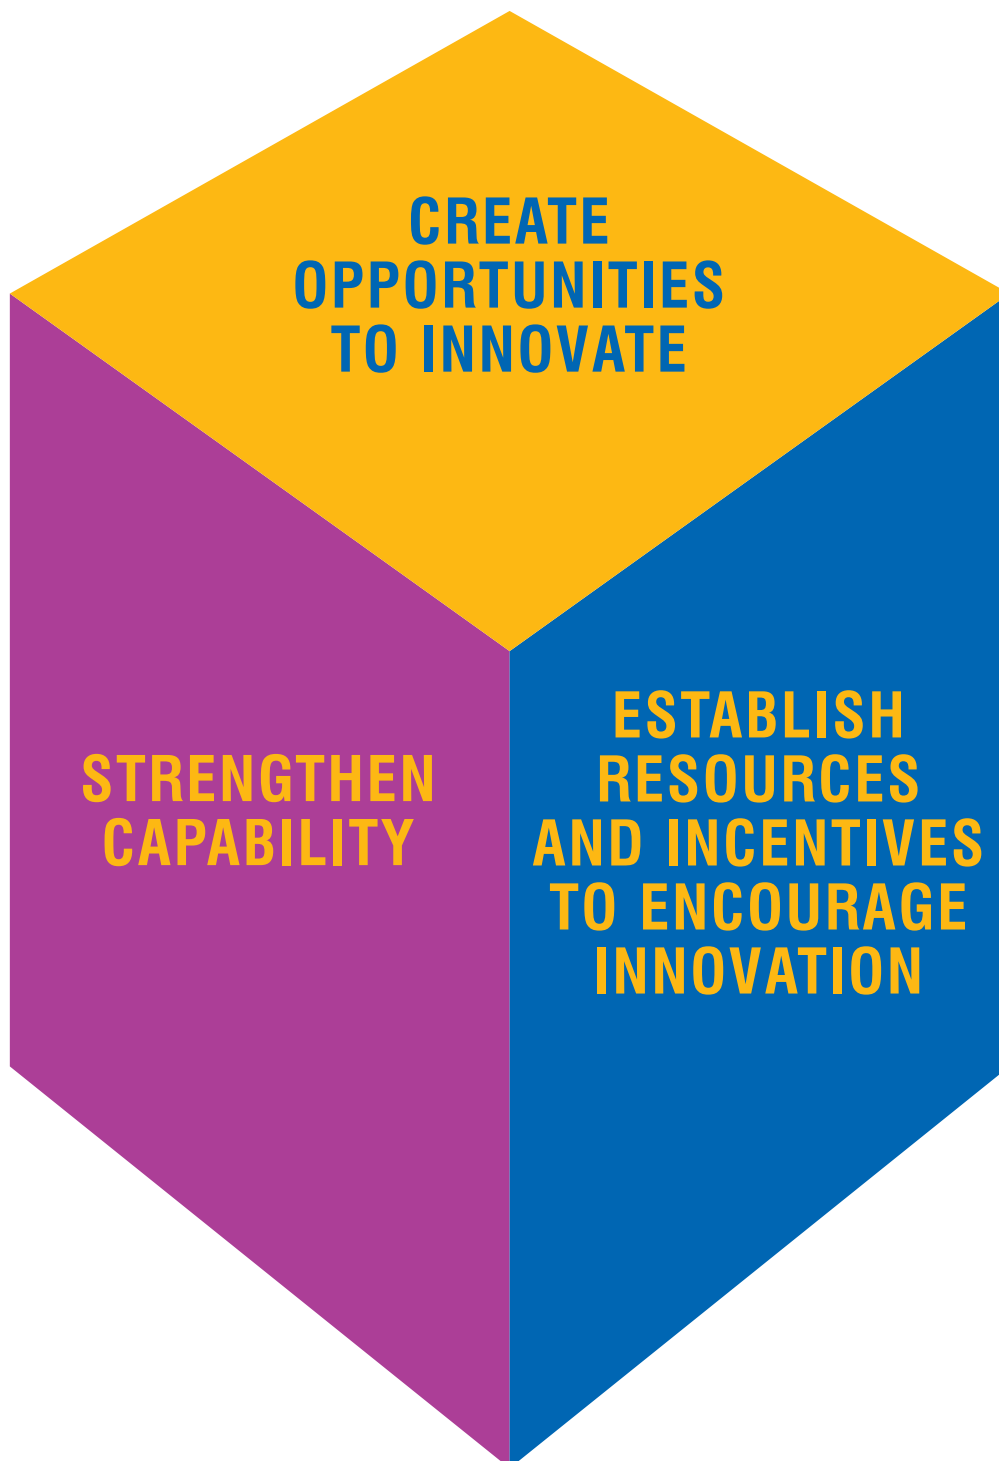 CREATE
OPPORTUNITIES
TO INNOVATE
STRENGTHEN
CAPABILITY
ESTABLISH
RESOURCES
AND INCENTIVES
TO ENCOURAGE
INNOVATION